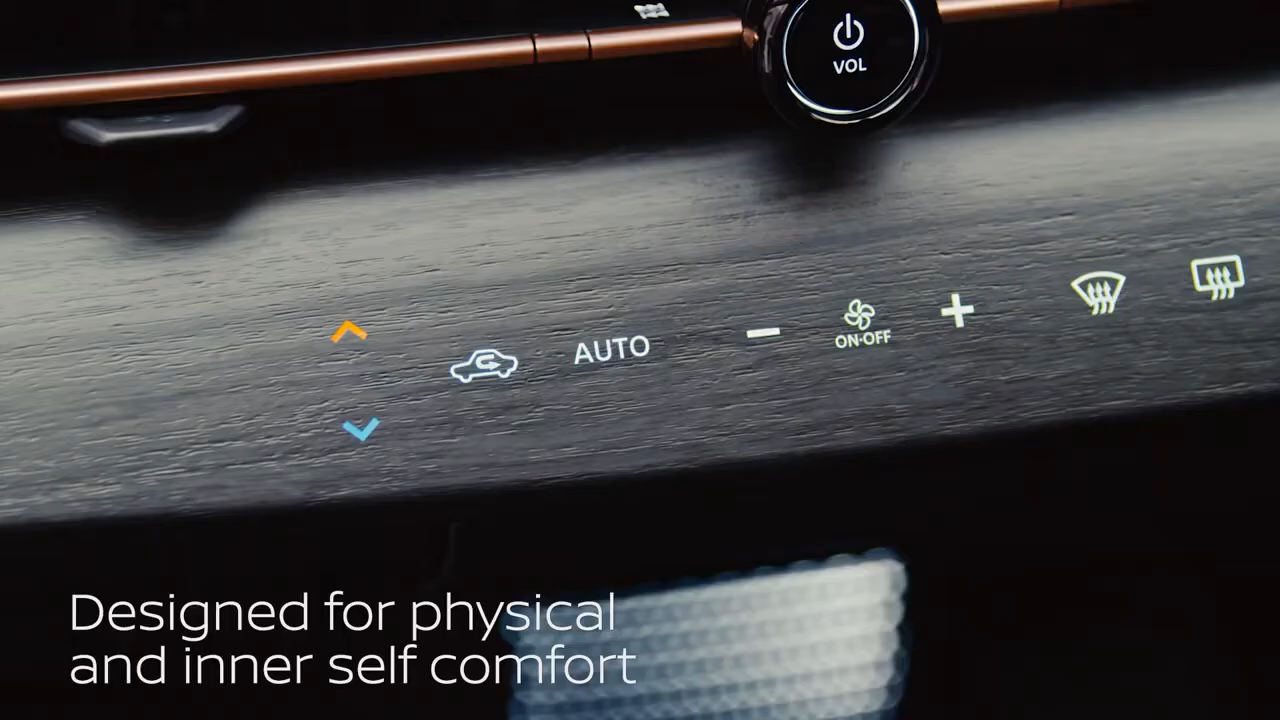 VOL
AUTO
ON·OFF
Designed for physical
and inner self comfort